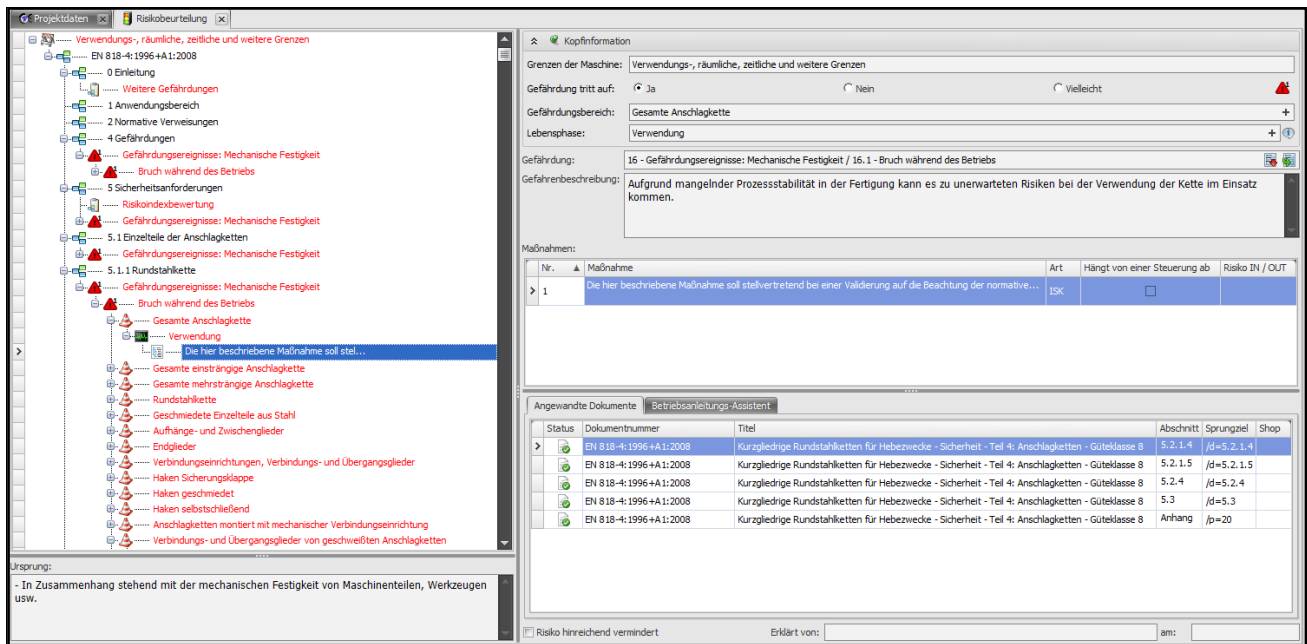 Projektdaten
Risikobeurteilung
Verwendungs-, räumliche, zeitliche und weitere Grenzen
EN 818-4:1996+A1:2008
0 Einleitung
Weitere Gefährdungen
1 Anwendungsbereich
2 Normative Verweisungen
4 Gefährdungen
Gefährdungsereignisse: Mechanische Festigkeit
Bruch während des Betriebs
5 Sicherheitsanforderungen
Risikoindexbewertung
Gefährdungsereignisse: Mechanische Festigkeit
5.1 Einzelteile der Anschlagketten
Gefährdungsereignisse: Mechanische Festigkeit
5.1.1 Rundstahlkette
Gefährdungsereignisse: Mechanische Festigkeit
Bruch während des Betriebs
Gesamte Anschlagkette
Verwendung
Die hier beschriebene Maßnahme soll stel...
Gesamte einsträngige Anschlagkette
Gesamte mehrsträngige Anschlagkette
Rundstahlkette
Geschmiedete Einzelteile aus Stahl
Aufhänge- und Zwischenglieder
Endglieder
Verbindungseinrichtungen, Verbindungs- und Übergangsglieder
Haken Sicherungsklappe
Haken geschmiedet
Haken selbstschließend
Anschlagketten montiert mit mechanischer Verbindungseinrichtung
Verbindungs- und Übergangsglieder von geschweißten Anschlagketten
Ursprung:
- In Zusammenhang stehend mit der mechanischen Festigkeit von Maschinenteilen, Werkzeugen
usw.
Kopfinformation
Grenzen der Maschine: Verwendungs-, räumliche, zeitliche und weitere Grenzen
Gefährdung tritt auf: Ja Nein Vielleicht
Gefährdungsbereich: Gesamte Anschlagkette +
Lebensphase: Verwendung +
Gefährdung: 16 - Gefährdungsereignisse: Mechanische Festigkeit / 16.1 - Bruch während des Betriebs
Gefahrenbeschreibung: Aufgrund mangelnder Prozessstabilität in der Fertigung kann es zu unerwarteten Risiken bei der Verwendung der Kette im Einsatz
kommen.
Maßnahmen:
Nr. Maßnahme Art Hängt von einer Steuerung ab Risiko IN / OUT
1 Die hier beschriebene Maßnahme soll stellvertretend bei einer Validierung auf die Beachtung der normative... ISK
Angewandte Dokumente Betriebsanleitungs-Assistent
Status Dokumentnummer Titel Abschnitt Sprungziel Shop
EN 818-4:1996+A1:2008 Kurzgliedrige Rundstahlketten für Hebezwecke - Sicherheit - Teil 4: Anschlagketten - Güteklasse 8 5.2.1.4 /d=5.2.1.4
EN 818-4:1996+A1:2008 Kurzgliedrige Rundstahlketten für Hebezwecke - Sicherheit - Teil 4: Anschlagketten - Güteklasse 8 5.2.1.5 /d=5.2.1.5
EN 818-4:1996+A1:2008 Kurzgliedrige Rundstahlketten für Hebezwecke - Sicherheit - Teil 4: Anschlagketten - Güteklasse 8 5.2.4 /d=5.2.4
EN 818-4:1996+A1:2008 Kurzgliedrige Rundstahlketten für Hebezwecke - Sicherheit - Teil 4: Anschlagketten - Güteklasse 8 5.3 /d=5.3
EN 818-4:1996+A1:2008 Kurzgliedrige Rundstahlketten für Hebezwecke - Sicherheit - Teil 4: Anschlagketten - Güteklasse 8 Anhang /p=20
Risiko hinreichend vermindert Erklärt von: am: